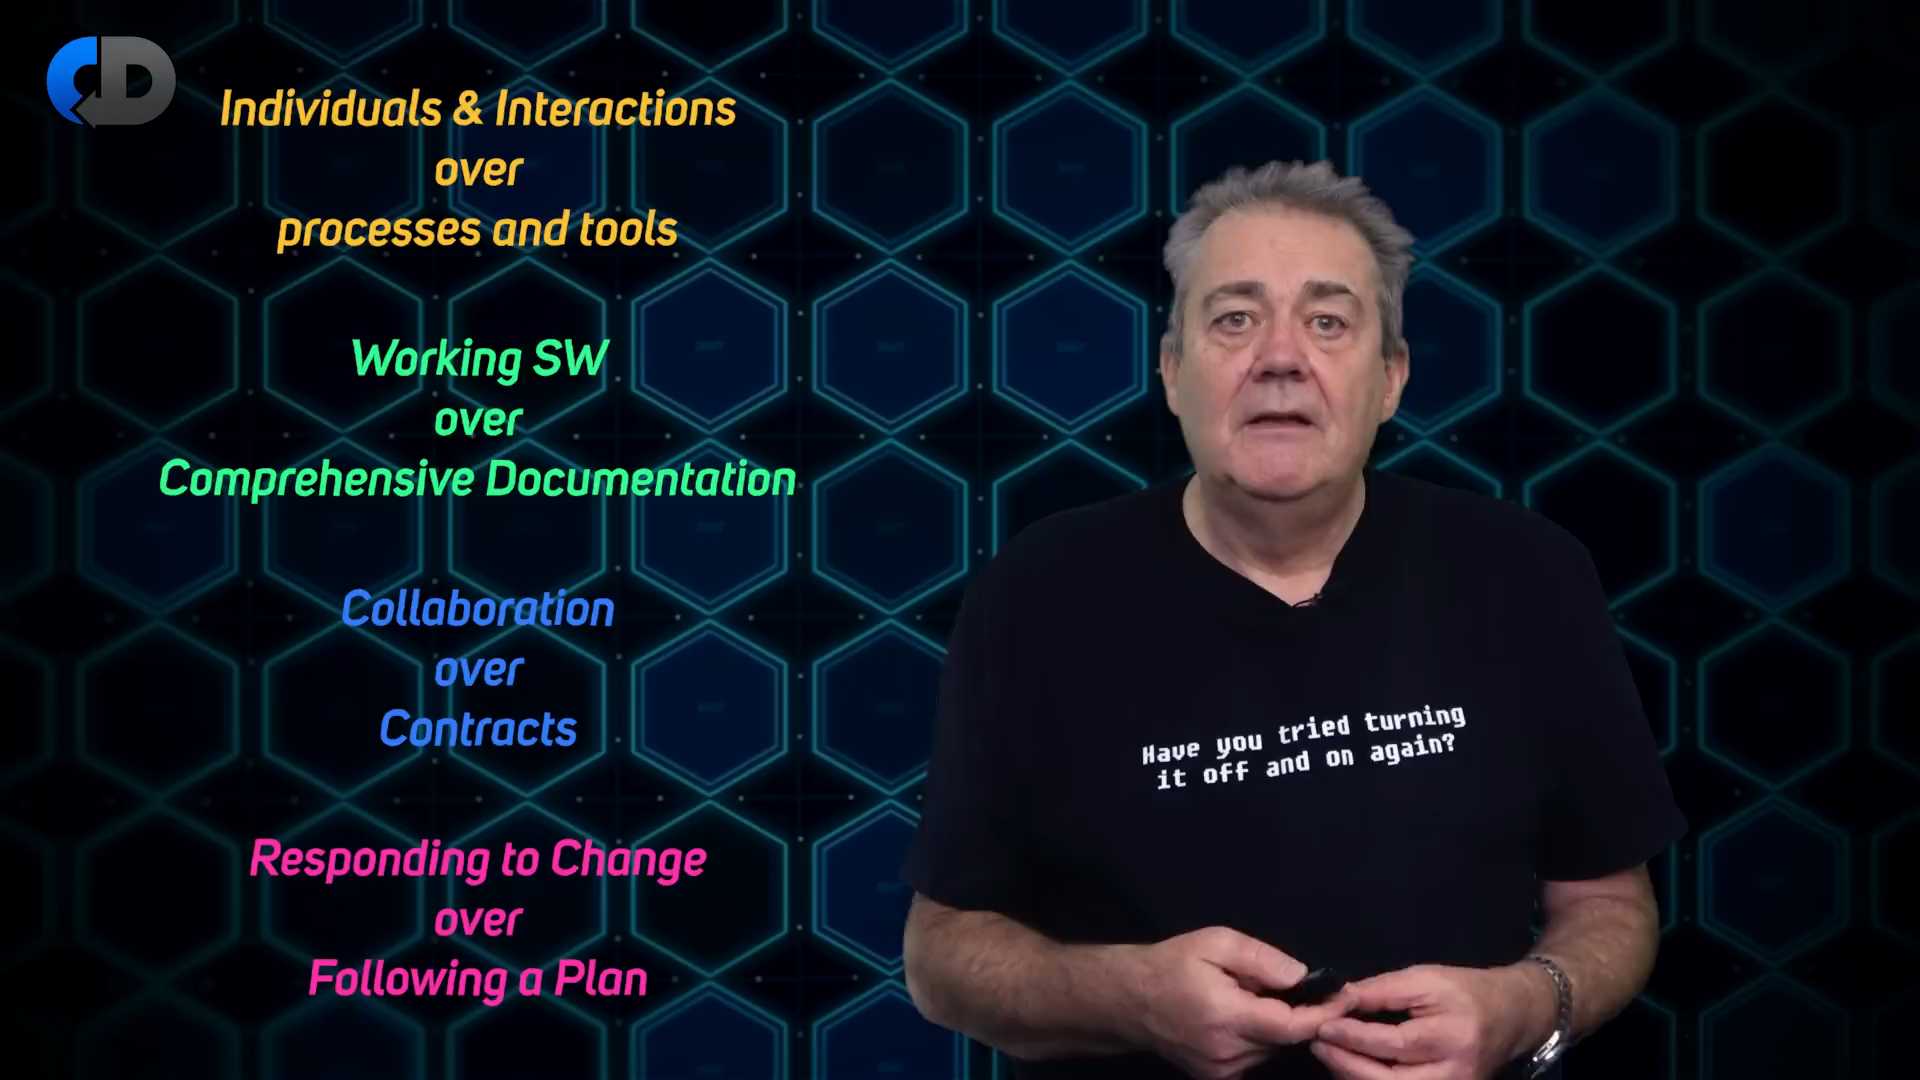 CD
Individuals & Interactions
over
processes and tools
Working SW
over
Comprehensive Documentation
Collaboration
over
Contracts
Responding to Change
over
Following a Plan
Have you tried turning
it off and on again?